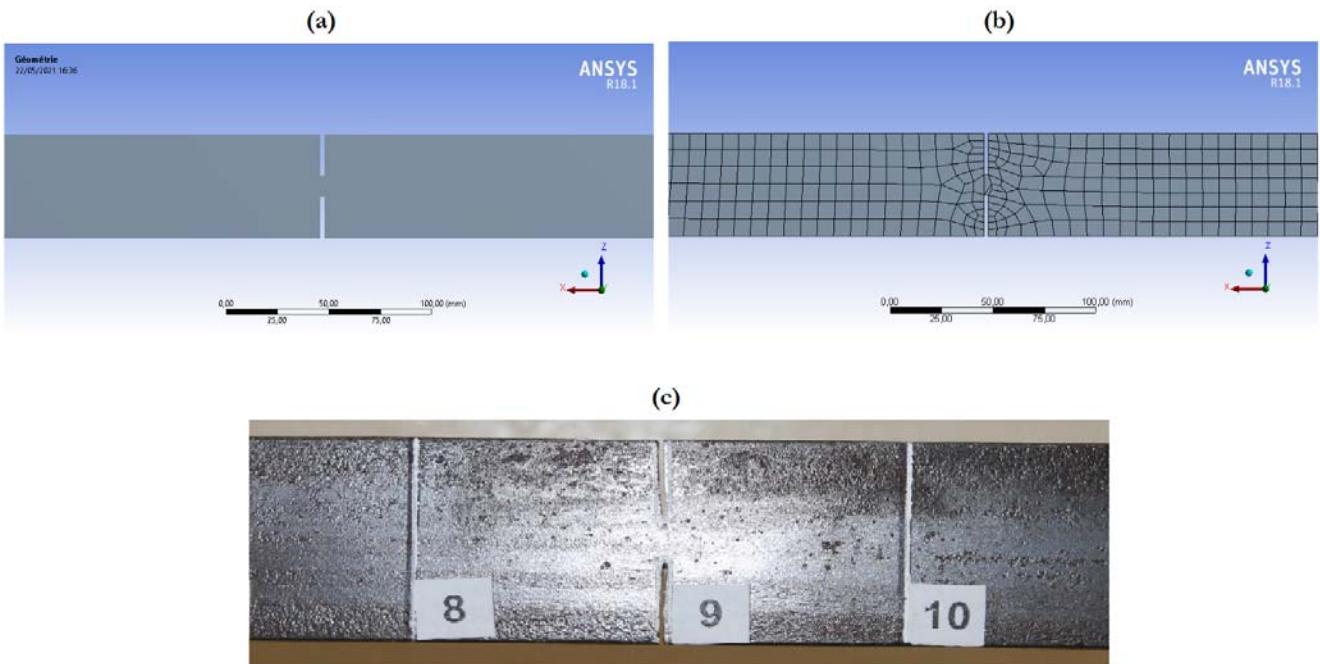 (a)
Géométrie
22/05/2021 16:36
ANSYS
R18.1
Z
X
0,00 50,00 100,00 (mm)
25,00 75,00
(b)
ANSYS
R18.1
Z
X
0,00 50,00 100,00 (mm)
25,00 75,00
(c)
8
9
10